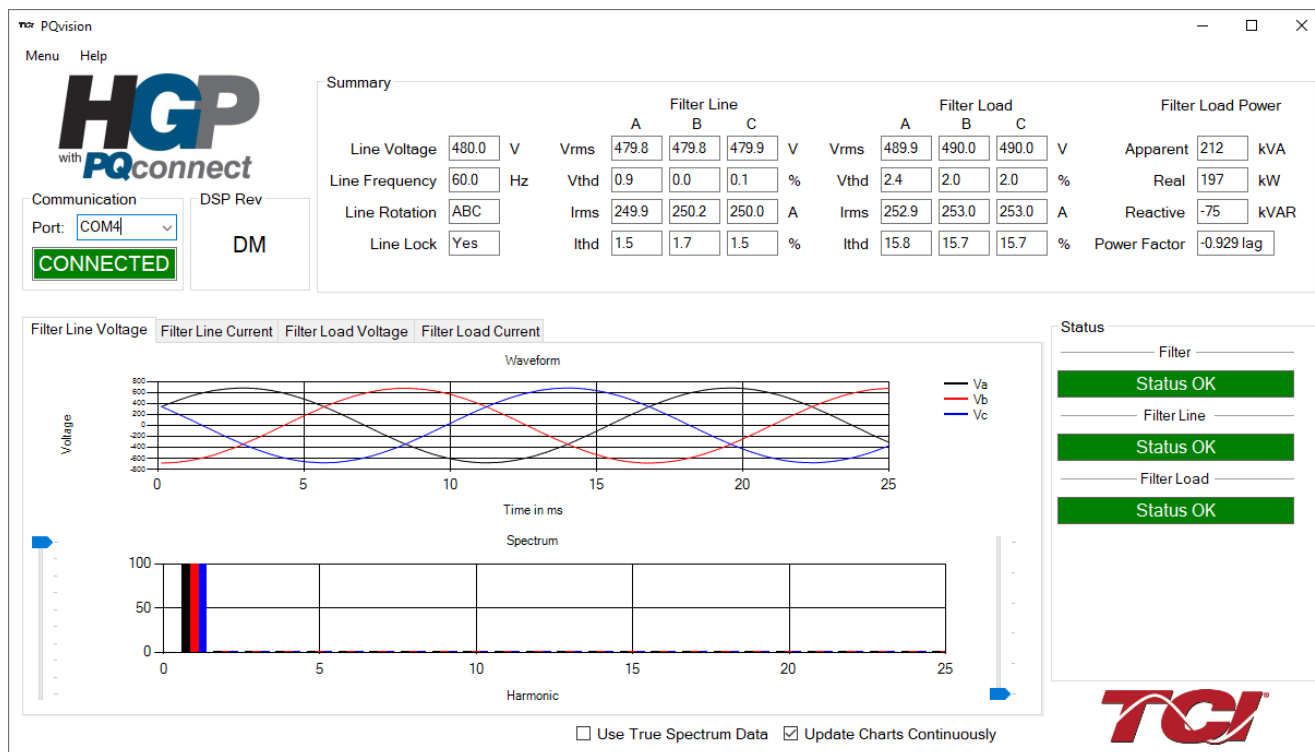 TCI PQvision
Menu Help
HGP
with PQconnect
Communication
Port: COM4
CONNECTED
DSP Rev
DM
Summary
Filter Line Filter Load Filter Load Power
A B C A B C
Line Voltage 480.0 V Vrms 479.8 479.8 479.9 V Vrms 489.9 490.0 490.0 V Apparent 212 kVA
Line Frequency 60.0 Hz Vthd 0.9 0.0 0.1 % Vthd 2.4 2.0 2.0 % Real 197 kW
Line Rotation ABC Irms 249.9 250.2 250.0 A Irms 252.9 253.0 253.0 A Reactive -75 kVAR
Line Lock Yes Ithd 1.5 1.7 1.5 % Ithd 15.8 15.7 15.7 % Power Factor -0.929 lag
Filter Line Voltage Filter Line Current Filter Load Voltage Filter Load Current
Waveform
Voltage
800
600
400
200
0
-200
-400
-600
-800
0 5 10 15 20 25
Time in ms
Va
Vb
Vc
Spectrum
100
50
0
0 5 10 15 20 25
Harmonic
Status
Filter
Status OK
Filter Line
Status OK
Filter Load
Status OK
Use True Spectrum Data Update Charts Continuously
TCI®